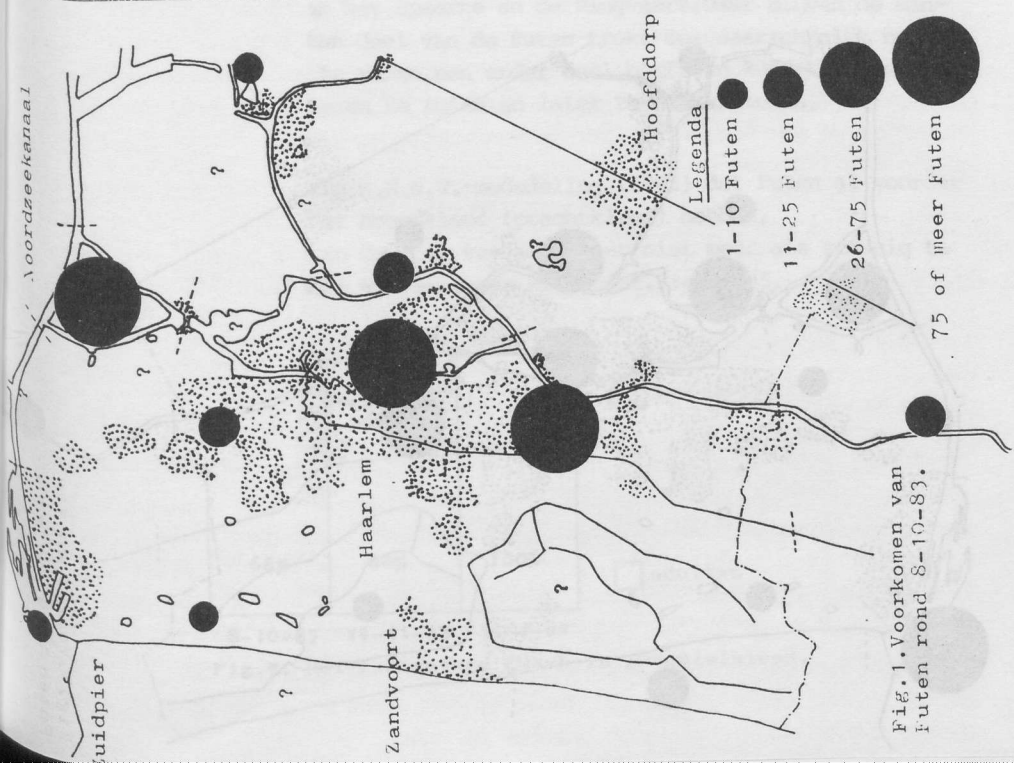 Noordzeekanaal
Zuidpier
Haarlem
Zandvoort
Hoofddorp
Legenda
1-10 Futen
11-25 Futen
26-75 Futen
75 of meer Futen
?
?
?
?
?
?
?
Fig. . Voorkomen van
Futen rond 8-10-83.